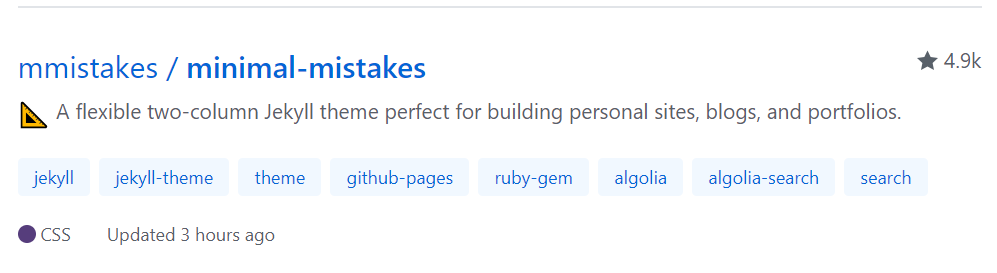 mmistakes / minimal-mistakes
4.9k
A flexible two-column Jekyll theme perfect for building personal sites, blogs, and portfolios.
jekyll jekyll-theme theme github-pages ruby-gem algolia algolia-search search
CSS Updated 3 hours ago